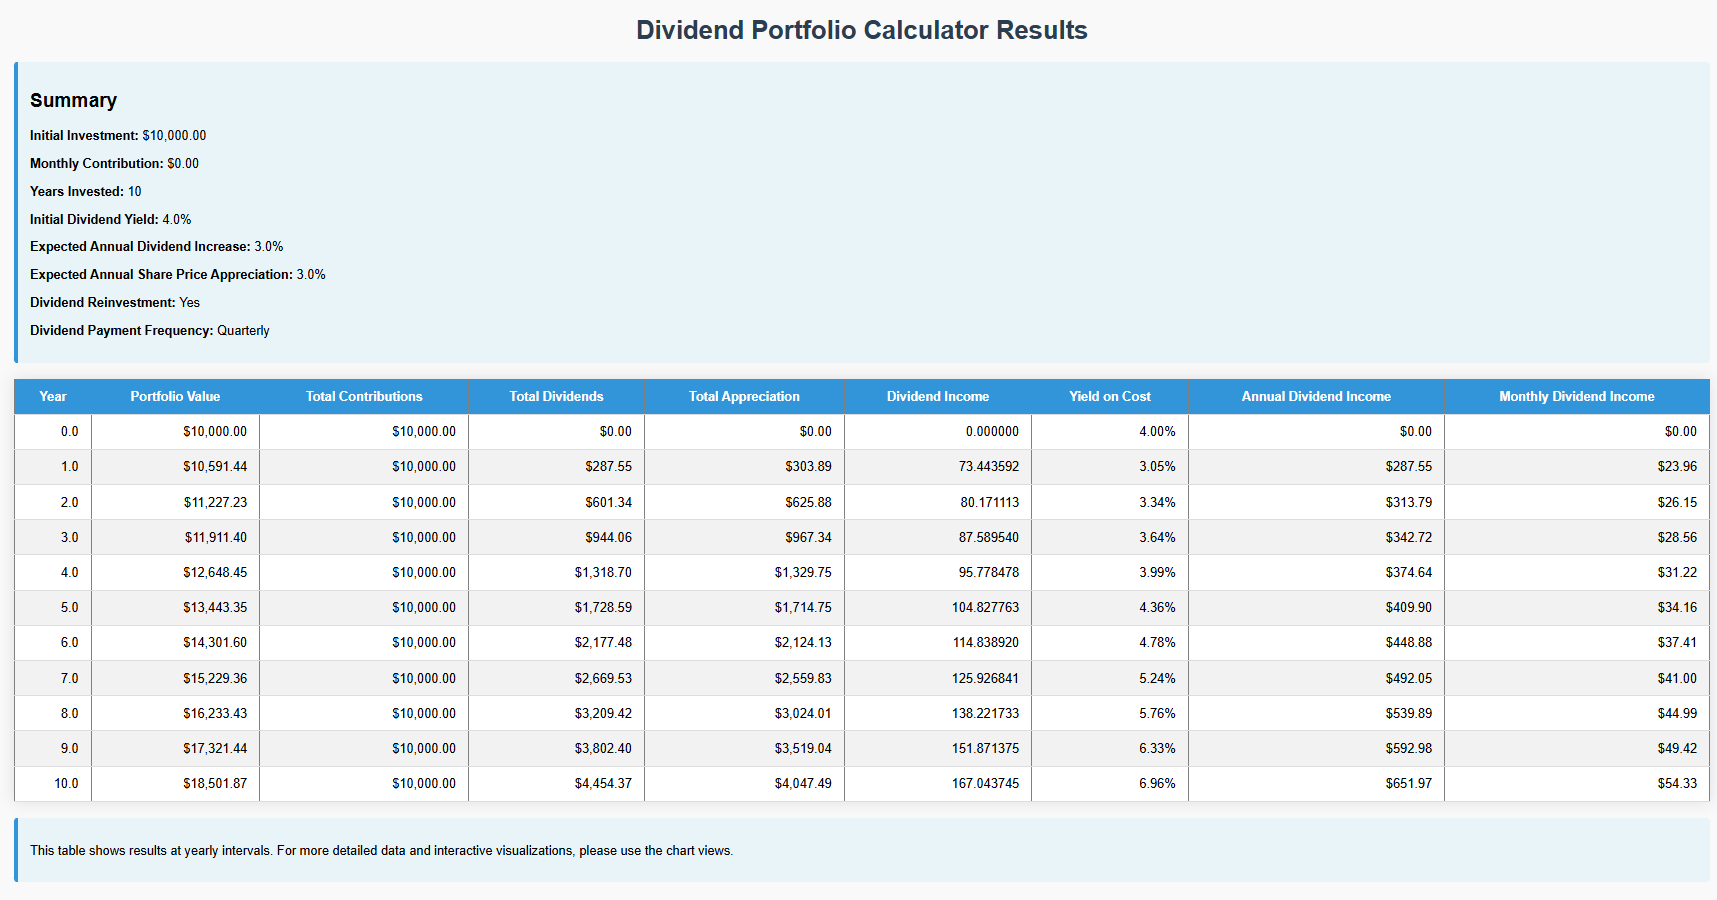 Dividend Portfolio Calculator Results
Summary
Initial Investment: $10,000.00
Monthly Contribution: $0.00
Years Invested: 10
Initial Dividend Yield: 4.0%
Expected Annual Dividend Increase: 3.0%
Expected Annual Share Price Appreciation: 3.0%
Dividend Reinvestment: Yes
Dividend Payment Frequency: Quarterly
Year Portfolio Value Total Contributions Total Dividends Total Appreciation Dividend Income Yield on Cost Annual Dividend Income Monthly Dividend Income
0.0 $10,000.00 $10,000.00 $0.00 $0.00 0.000000 4.00% $0.00 $0.00
1.0 $10,591.44 $10,000.00 $287.55 $303.89 73.443592 3.05% $287.55 $23.96
2.0 $11,227.23 $10,000.00 $601.34 $625.88 80.171113 3.34% $313.79 $26.15
3.0 $11,911.40 $10,000.00 $944.06 $967.34 87.589540 3.64% $342.72 $28.56
4.0 $12,648.45 $10,000.00 $1,318.70 $1,329.75 95.778478 3.99% $374.64 $31.22
5.0 $13,443.35 $10,000.00 $1,728.59 $1,714.75 104.827763 4.36% $409.90 $34.16
6.0 $14,301.60 $10,000.00 $2,177.48 $2,124.13 114.838920 4.78% $448.88 $37.41
7.0 $15,229.36 $10,000.00 $2,669.53 $2,559.83 125.926841 5.24% $492.05 $41.00
8.0 $16,233.43 $10,000.00 $3,209.42 $3,024.01 138.221733 5.76% $539.89 $44.99
9.0 $17,321.44 $10,000.00 $3,802.40 $3,519.04 151.871375 6.33% $592.98 $49.42
10.0 $18,501.87 $10,000.00 $4,454.37 $4,047.49 167.043745 6.96% $651.97 $54.33
This table shows results at yearly intervals. For more detailed data and interactive visualizations, please use the chart views.